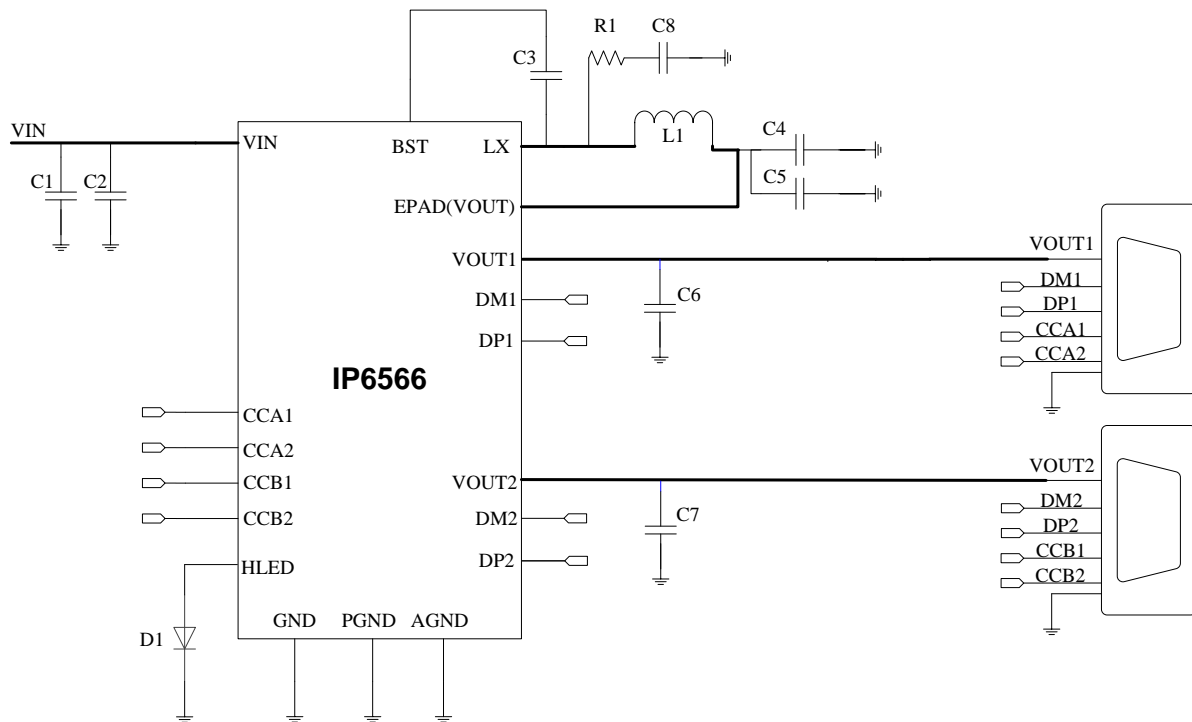 R1
C8
C3
VIN
VIN
BST
LX
L1
C4
C1
C2
C5
EPAD(VOUT)
VOUT1
VOUT1
DM1
DM1
C6
DP1
DP1
CCA1
CCA2
IP6566
CCA1
CCA2
CCB1
CCB2
VOUT2
VOUT2
DM2
C7
DM2
DP2
DP2
CCB1
CCB2
HLED
D1
GND
PGND
AGND